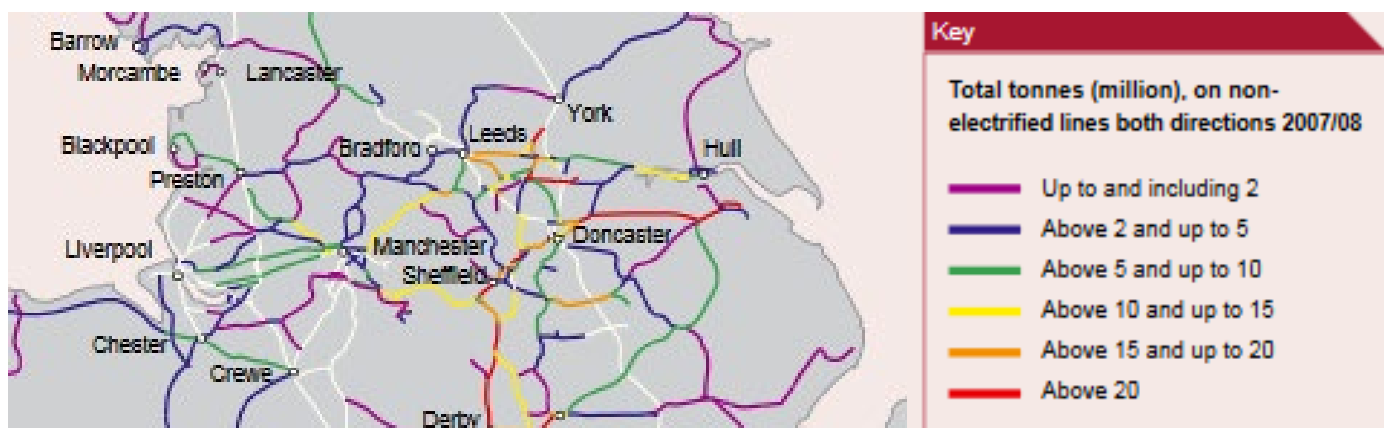 Barrow
Morcambe
Lancaster
York
Blackpool
Bradford
Leeds
Hull
Preston
Liverpool
Manchester
Doncaster
Sheffield
Chester
Crewe
Derby
Key
Total tonnes (million), on non-
electrified lines both directions 2007/08
Up to and including 2
Above 2 and up to 5
Above 5 and up to 10
Above 10 and up to 15
Above 15 and up to 20
Above 20